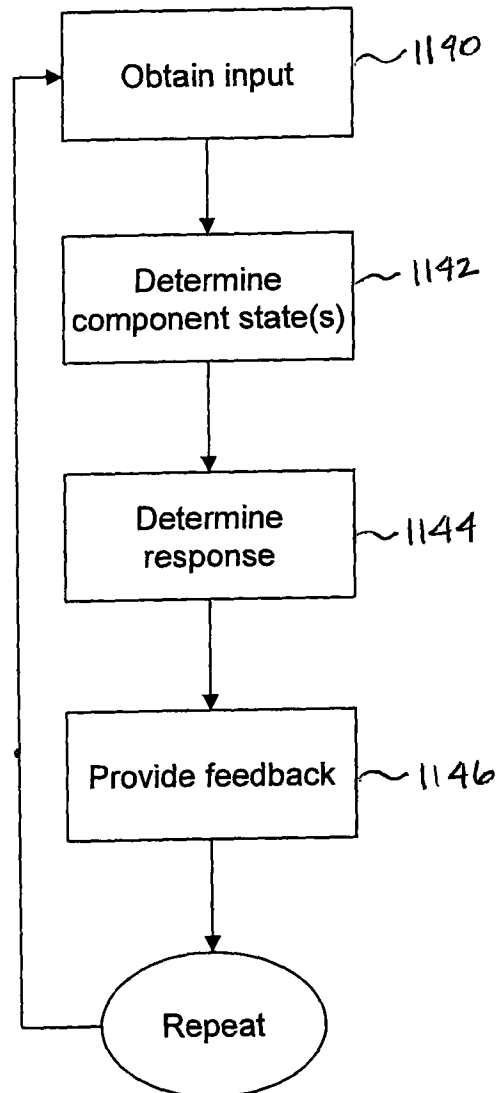 Obtain input
1190
Determine
component state(s)
1142
Determine
response
1144
Provide feedback
1146
Repeat